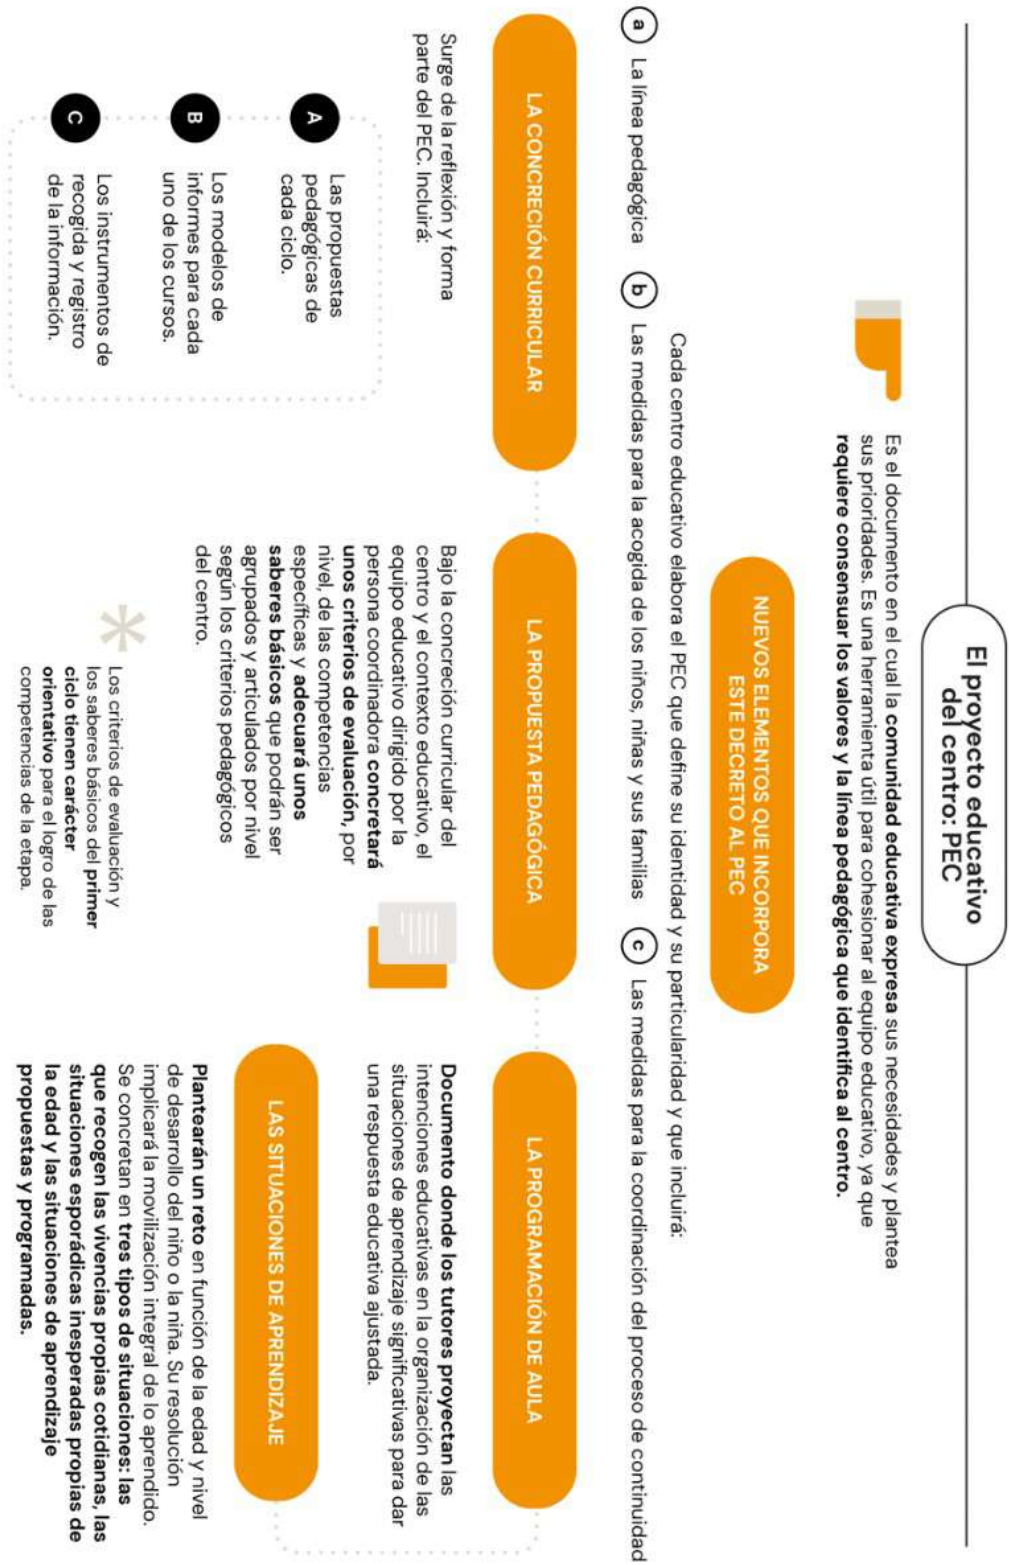 El proyecto educativo
del centro: PEC
Es el documento en el cual la comunidad educativa expresa sus necesidades y plantea
sus prioridades. Es una herramienta útil para cohesionar al equipo educativo, ya que
requiere consensuar los valores y la línea pedagógica que identifica al centro.
NUEVOS ELEMENTOS QUE INCORPORA
ESTE DECRETO AL PEC
Cada centro educativo elabora el PEC que define su identidad y su particularidad y que incluirá:
a La línea pedagógica
b Las medidas para la acogida de los niños, niñas y sus familias
c Las medidas para la coordinación del proceso de continuidad
LA CONCRECIÓN CURRICULAR
Surge de la reflexión y forma
parte del PEC. Incluirá:
A
Las propuestas
pedagógicas de
cada ciclo.
B
Los modelos de
informes para cada
uno de los cursos.
C
Los instrumentos de
recogida y registro
de la información.
LA PROPUESTA PEDAGÓGICA
Bajo la concreción curricular del
centro y el contexto educativo, el
equipo educativo dirigido por la
persona coordinadora concretará
unos criterios de evaluación, por
nivel, de las competencias
específicas y adecuará unos
saberes básicos que podrán ser
agrupados y articulados por nivel
según los criterios pedagógicos
del centro.
*
Los criterios de evaluación y
los saberes básicos del primer
ciclo tienen carácter
orientativo para el logro de las
competencias de la etapa.
LA PROGRAMACIÓN DE AULA
Documento donde los tutores proyectan las
intenciones educativas en la organización de las
situaciones de aprendizaje significativas para dar
una respuesta educativa ajustada.
LAS SITUACIONES DE APRENDIZAJE
Plantearán un reto en función de la edad y nivel
de desarrollo del niño o la niña. Su resolución
implicará la movilización integral de lo aprendido.
Se concretan en tres tipos de situaciones: las
que recogen las vivencias propias cotidianas, las
situaciones esporádicas inesperadas propias de
la edad y las situaciones de aprendizaje
propuestas y programadas.